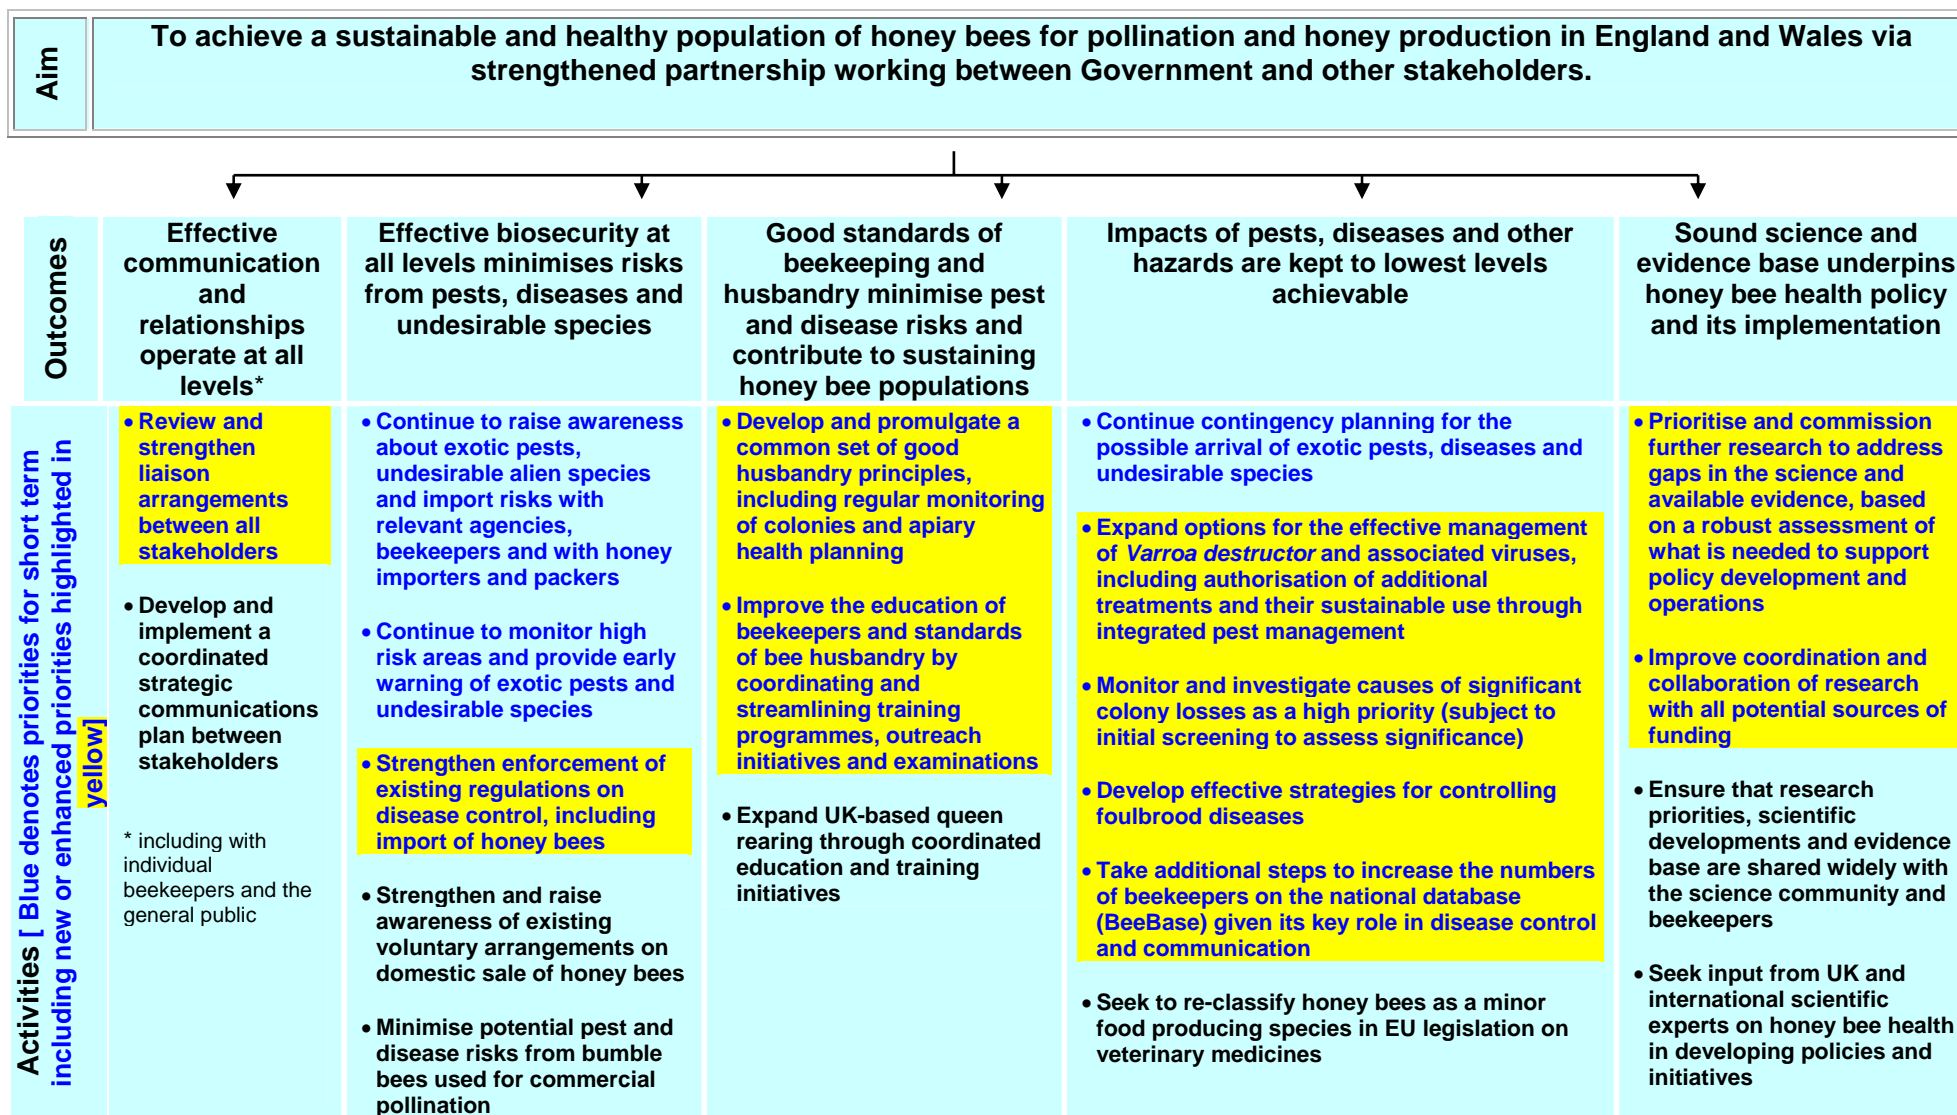 Aim
To achieve a sustainable and healthy population of honey bees for pollination and honey production in England and Wales via
strengthened partnership working between Government and other stakeholders.
Outcomes
Effective
communication
and
relationships
operate at all
levels*
Effective biosecurity at
all levels minimises risks
from pests, diseases and
undesirable species
Good standards of
beekeeping and
husbandry minimise pest
and disease risks and
contribute to sustaining
honey bee populations
Impacts of pests, diseases and other
hazards are kept to lowest levels
achievable
Sound science and
evidence base underpins
honey bee health policy
and its implementation
Activities [ Blue denotes priorities for short term
including new or enhanced priorities highlighted in
yellow]
• Review and
strengthen
liaison
arrangements
between all
stakeholders
• Develop and
implement a
coordinated
strategic
communications
plan between
stakeholders
* including with
individual
beekeepers and the
general public
• Continue to raise awareness
about exotic pests,
undesirable alien species
and import risks with
relevant agencies,
beekeepers and with honey
importers and packers
• Continue to monitor high
risk areas and provide early
warning of exotic pests and
undesirable species
• Strengthen enforcement of
existing regulations on
disease control, including
import of honey bees
• Strengthen and raise
awareness of existing
voluntary arrangements on
domestic sale of honey bees
• Minimise potential pest and
disease risks from bumble
bees used for commercial
pollination
• Develop and promulgate a
common set of good
husbandry principles,
including regular monitoring
of colonies and apiary
health planning
• Improve the education of
beekeepers and standards
of bee husbandry by
coordinating and
streamlining training
programmes, outreach
initiatives and examinations
• Expand UK-based queen
rearing through coordinated
education and training
initiatives
• Continue contingency planning for the
possible arrival of exotic pests, diseases and
undesirable species
• Expand options for the effective management
of Varroa destructor and associated viruses,
including authorisation of additional
treatments and their sustainable use through
integrated pest management
• Monitor and investigate causes of significant
colony losses as a high priority (subject to
initial screening to assess significance)
• Develop effective strategies for controlling
foulbrood diseases
• Take additional steps to increase the numbers
of beekeepers on the national database
(BeeBase) given its key role in disease control
and communication
• Seek to re-classify honey bees as a minor
food producing species in EU legislation on
veterinary medicines
• Prioritise and commission
further research to address
gaps in the science and
available evidence, based
on a robust assessment of
what is needed to support
policy development and
operations
• Improve coordination and
collaboration of research
with all potential sources of
funding
• Ensure that research
priorities, scientific
developments and evidence
base are shared widely with
the science community and
beekeepers
• Seek input from UK and
international scientific
experts on honey bee health
in developing policies and
initiatives